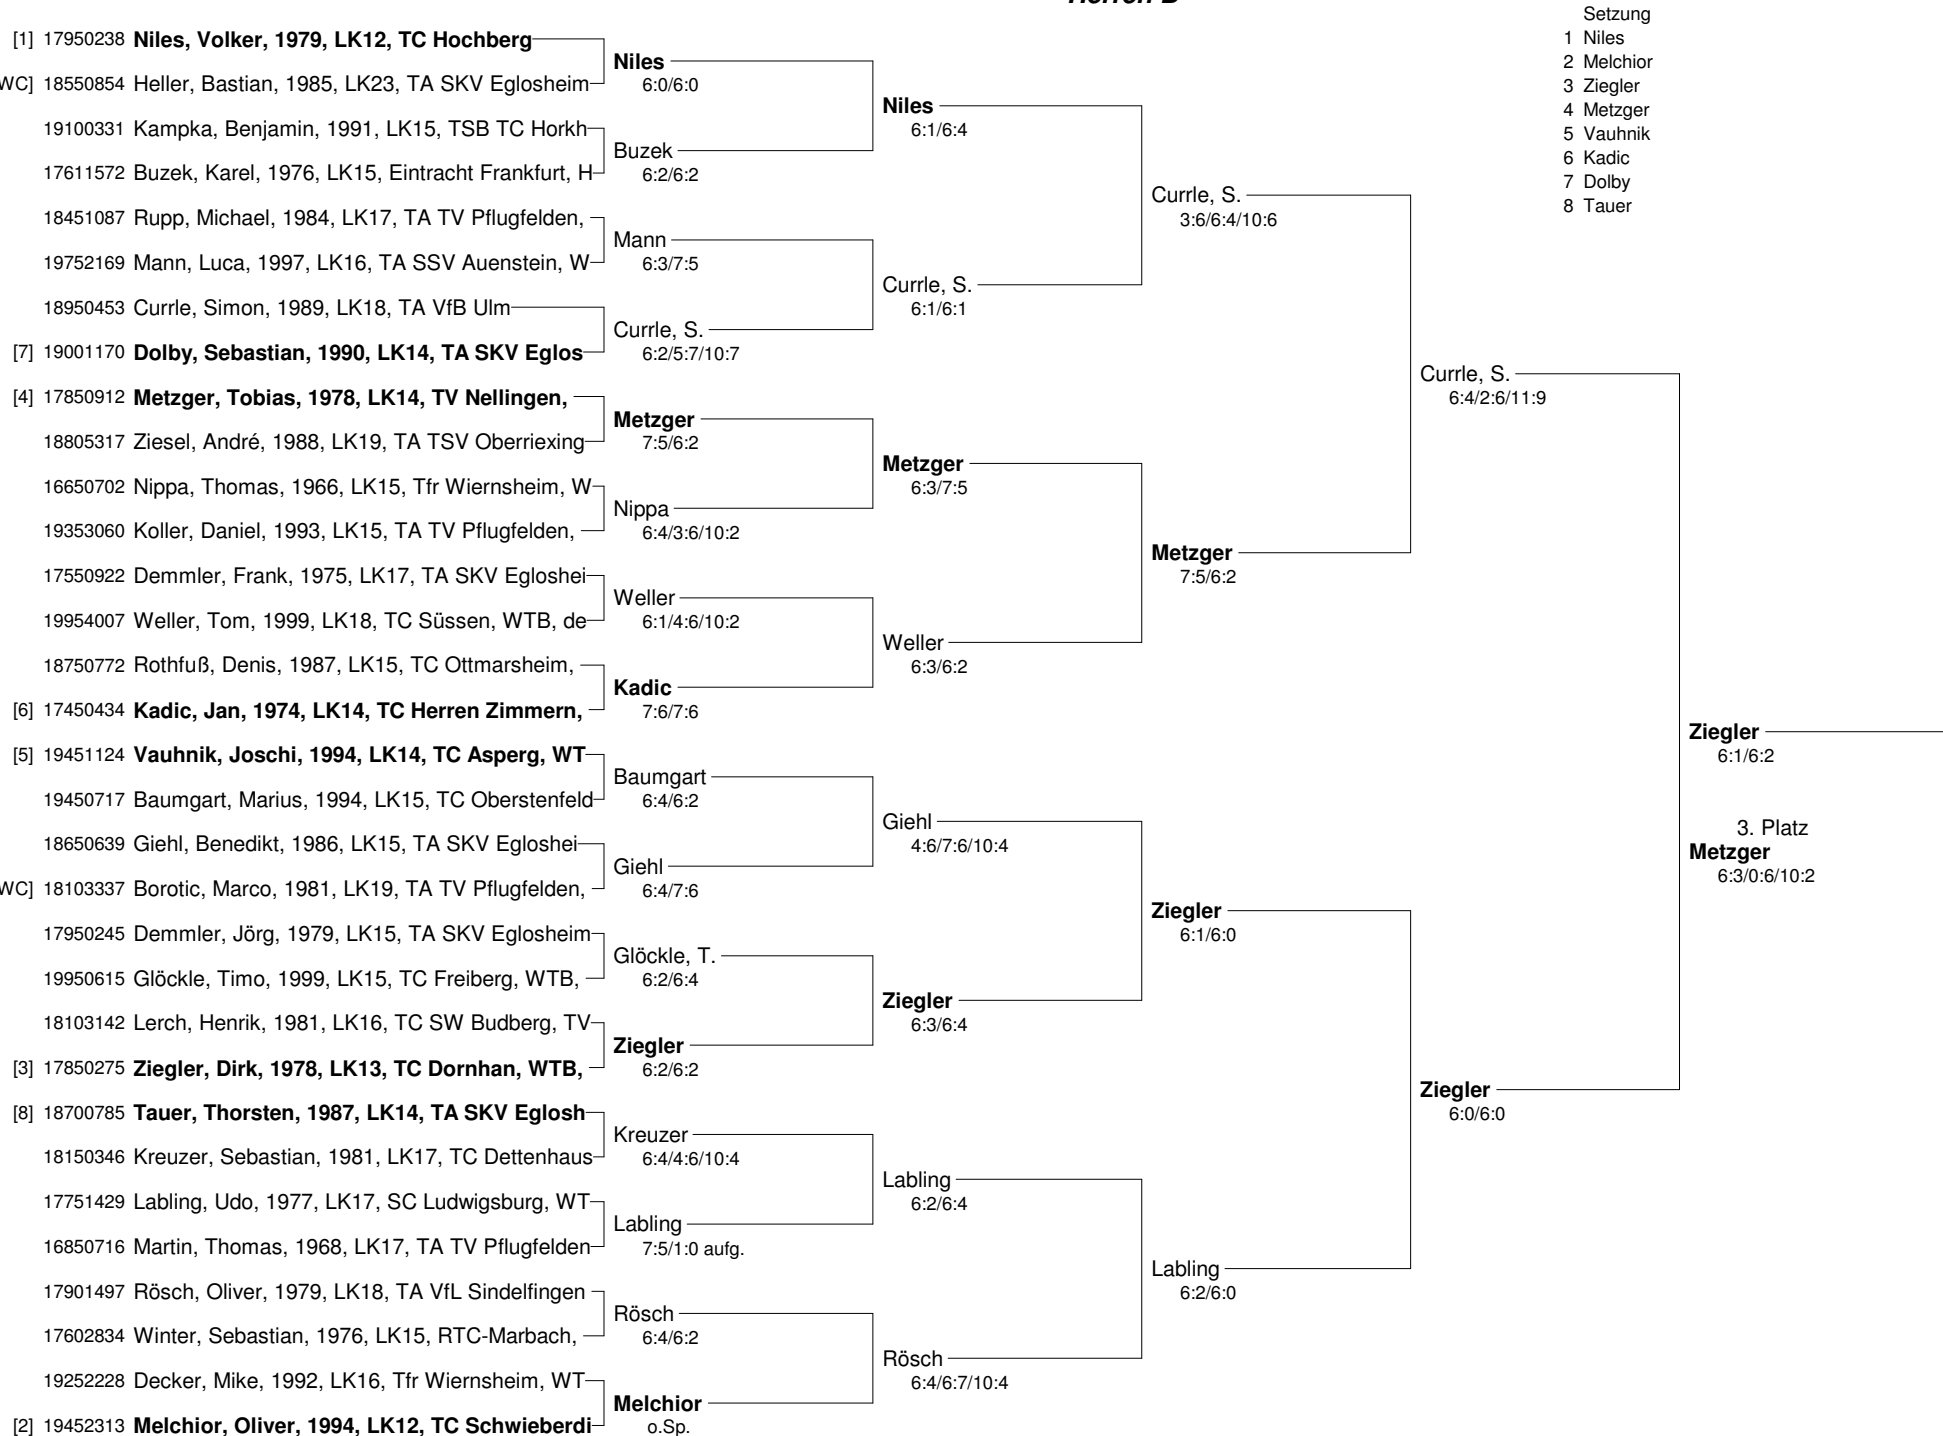 Setzung
1 Niles
2 Melchior
3 Ziegler
4 Metzger
5 Vauhnik
6 Kadic
7 Dolby
8 Tauer
[1] 17950238 Niles, Volker, 1979, LK12, TC Hochberg
WC] 18550854 Heller, Bastian, 1985, LK23, TA SKV Eglosheim
19100331 Kampka, Benjamin, 1991, LK15, TSB TC Horkh
17611572 Buzek, Karel, 1976, LK15, Eintracht Frankfurt, H
18451087 Rupp, Michael, 1984, LK17, TA TV Pflugfelden,
19752169 Mann, Luca, 1997, LK16, TA SSV Auenstein, W
18950453 Currle, Simon, 1989, LK18, TA VfB Ulm
[7] 19001170 Dolby, Sebastian, 1990, LK14, TA SKV Eglos
[4] 17850912 Metzger, Tobias, 1978, LK14, TV Nellingen,
18805317 Ziesel, André, 1988, LK19, TA TSV Oberriexing
16650702 Nippa, Thomas, 1966, LK15, Tfr Wiernsheim, W
19353060 Koller, Daniel, 1993, LK15, TA TV Pflugfelden,
17550922 Demmler, Frank, 1975, LK17, TA SKV Egloshei
19954007 Weller, Tom, 1999, LK18, TC Süssen, WTB, de
18750772 Rothfuß, Denis, 1987, LK15, TC Ottmarsheim,
[6] 17450434 Kadic, Jan, 1974, LK14, TC Herren Zimmern,
[5] 19451124 Vauhnik, Joschi, 1994, LK14, TC Asperg, WT
19450717 Baumgart, Marius, 1994, LK15, TC Oberstenfeld
18650639 Giehl, Benedikt, 1986, LK15, TA SKV Egloshei
WC] 18103337 Borotic, Marco, 1981, LK19, TA TV Pflugfelden,
17950245 Demmler, Jörg, 1979, LK15, TA SKV Eglosheim
19950615 Glöckle, Timo, 1999, LK15, TC Freiberg, WTB,
18103142 Lerch, Henrik, 1981, LK16, TC SW Budberg, TV
[3] 17850275 Ziegler, Dirk, 1978, LK13, TC Dornhan, WTB,
[8] 18700785 Tauer, Thorsten, 1987, LK14, TA SKV Eglosh
18150346 Kreuzer, Sebastian, 1981, LK17, TC Dettenhaus
17751429 Labling, Udo, 1977, LK17, SC Ludwigsburg, WT
16850716 Martin, Thomas, 1968, LK17, TA TV Pflugfelden
17901497 Rösch, Oliver, 1979, LK18, TA VfL Sindelfingen
17602834 Winter, Sebastian, 1976, LK15, RTC-Marbach,
19252228 Decker, Mike, 1992, LK16, Tfr Wiernsheim, WT
[2] 19452313 Melchior, Oliver, 1994, LK12, TC Schwieberdi
Niles
6:0/6:0
Buzek
6:2/6:2
Mann
6:3/7:5
Currle, S.
6:2/5:7/10:7
Metzger
7:5/6:2
Nippa
6:4/3:6/10:2
Weller
6:1/4:6/10:2
Kadic
7:6/7:6
Baumgart
6:4/6:2
Giehl
6:4/7:6
Glöckle, T.
6:2/6:4
Ziegler
6:2/6:2
Kreuzer
6:4/4:6/10:4
Labling
7:5/1:0 aufg.
Rösch
6:4/6:2
Melchior
o.Sp.
Niles
6:1/6:4
Currle, S.
6:1/6:1
Metzger
6:3/7:5
Weller
6:3/6:2
Giehl
4:6/7:6/10:4
Ziegler
6:3/6:4
Labling
6:2/6:4
Rösch
6:4/6:7/10:4
Currle, S.
3:6/6:4/10:6
Metzger
7:5/6:2
Ziegler
6:1/6:0
Labling
6:2/6:0
Currle, S.
6:4/2:6/11:9
Ziegler
6:0/6:0
Ziegler
6:1/6:2
3. Platz
Metzger
6:3/0:6/10:2